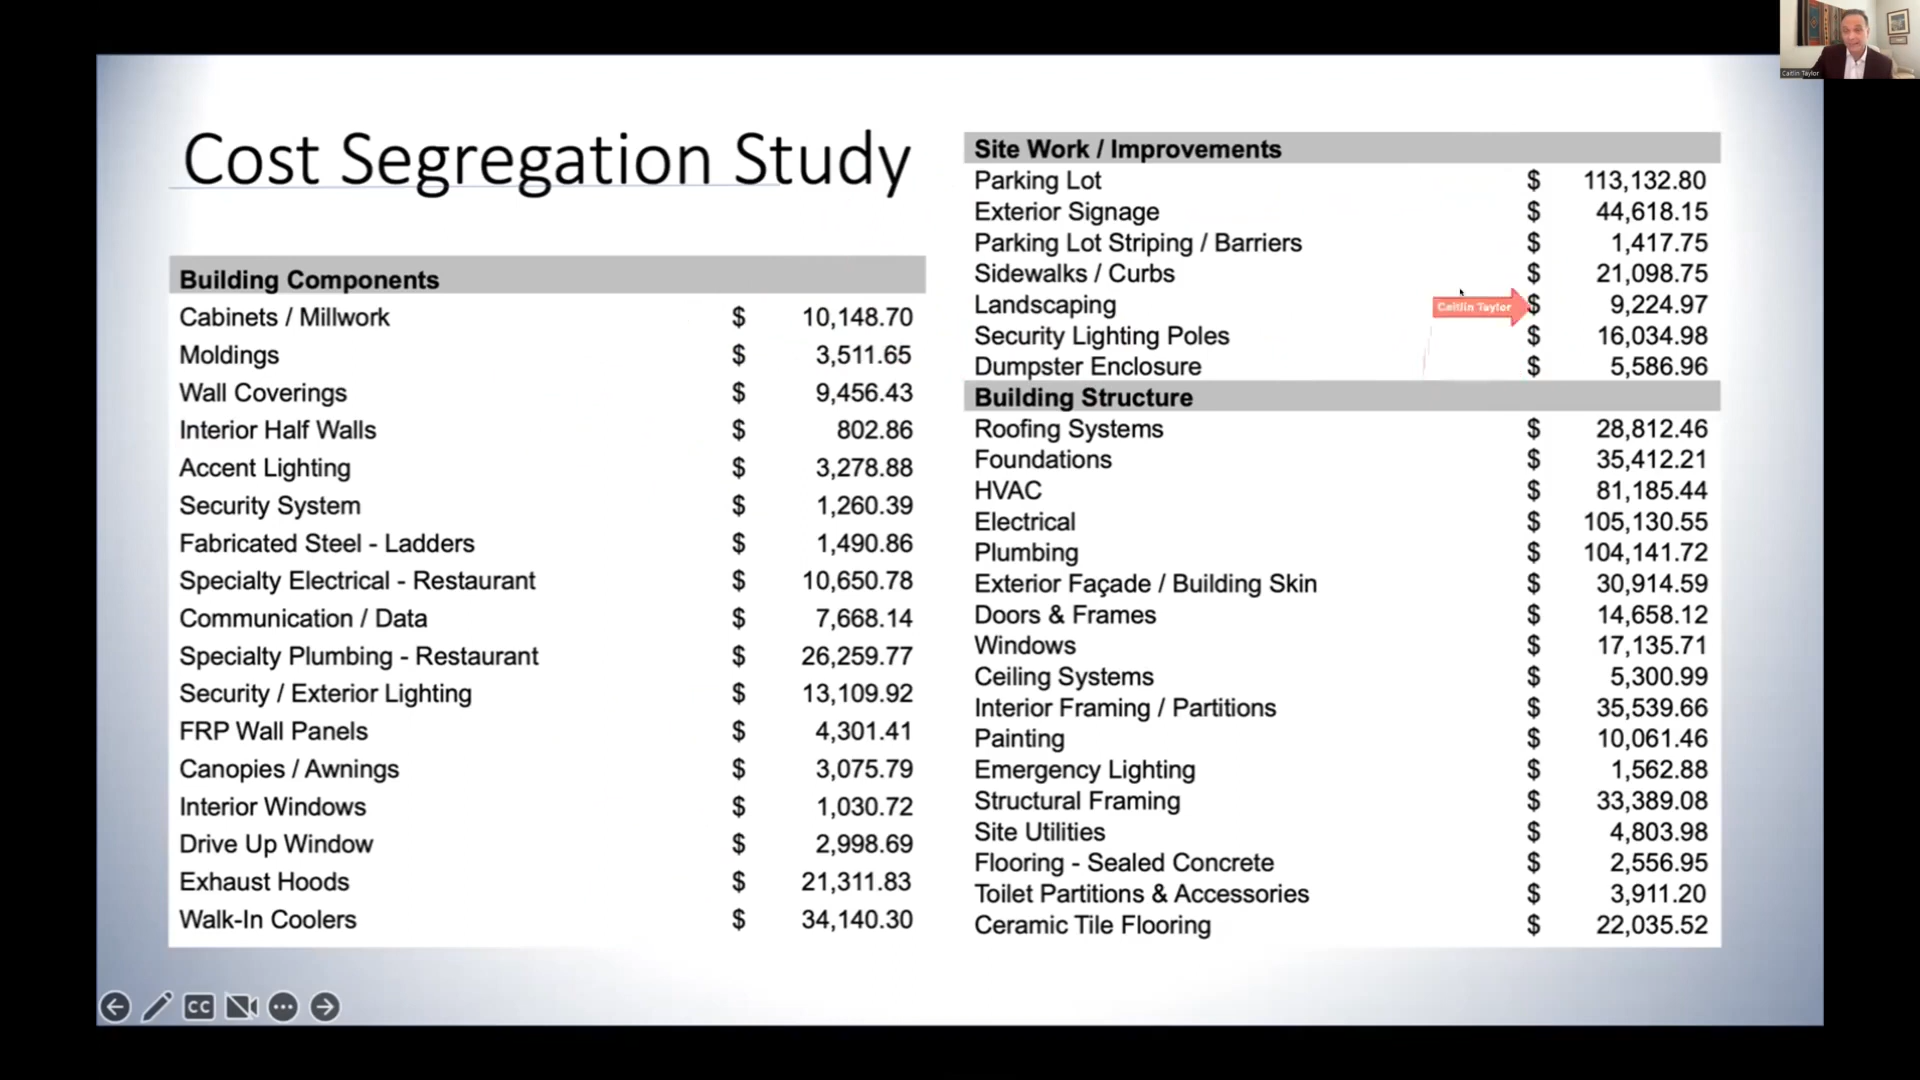 Cost Segregation Study
Building Components
Cabinets / Millwork $ 10,148.70
Moldings $ 3,511.65
Wall Coverings $ 9,456.43
Interior Half Walls $ 802.86
Accent Lighting $ 3,278.88
Security System $ 1,260.39
Fabricated Steel - Ladders $ 1,490.86
Specialty Electrical - Restaurant $ 10,650.78
Communication / Data $ 7,668.14
Specialty Plumbing - Restaurant $ 26,259.77
Security / Exterior Lighting $ 13,109.92
FRP Wall Panels $ 4,301.41
Canopies / Awnings $ 3,075.79
Interior Windows $ 1,030.72
Drive Up Window $ 2,998.69
Exhaust Hoods $ 21,311.83
Walk-In Coolers $ 34,140.30
Site Work / Improvements
Parking Lot $ 113,132.80
Exterior Signage $ 44,618.15
Parking Lot Striping / Barriers $ 1,417.75
Sidewalks / Curbs $ 21,098.75
Landscaping Caitlin Taylor $ 9,224.97
Security Lighting Poles $ 16,034.98
Dumpster Enclosure $ 5,586.96
Building Structure
Roofing Systems $ 28,812.46
Foundations $ 35,412.21
HVAC $ 81,185.44
Electrical $ 105,130.55
Plumbing $ 104,141.72
Exterior Façade / Building Skin $ 30,914.59
Doors & Frames $ 14,658.12
Windows $ 17,135.71
Ceiling Systems $ 5,300.99
Interior Framing / Partitions $ 35,539.66
Painting $ 10,061.46
Emergency Lighting $ 1,562.88
Structural Framing $ 33,389.08
Site Utilities $ 4,803.98
Flooring - Sealed Concrete $ 2,556.95
Toilet Partitions & Accessories $ 3,911.20
Ceramic Tile Flooring $ 22,035.52
Caitlin Taylor
CC